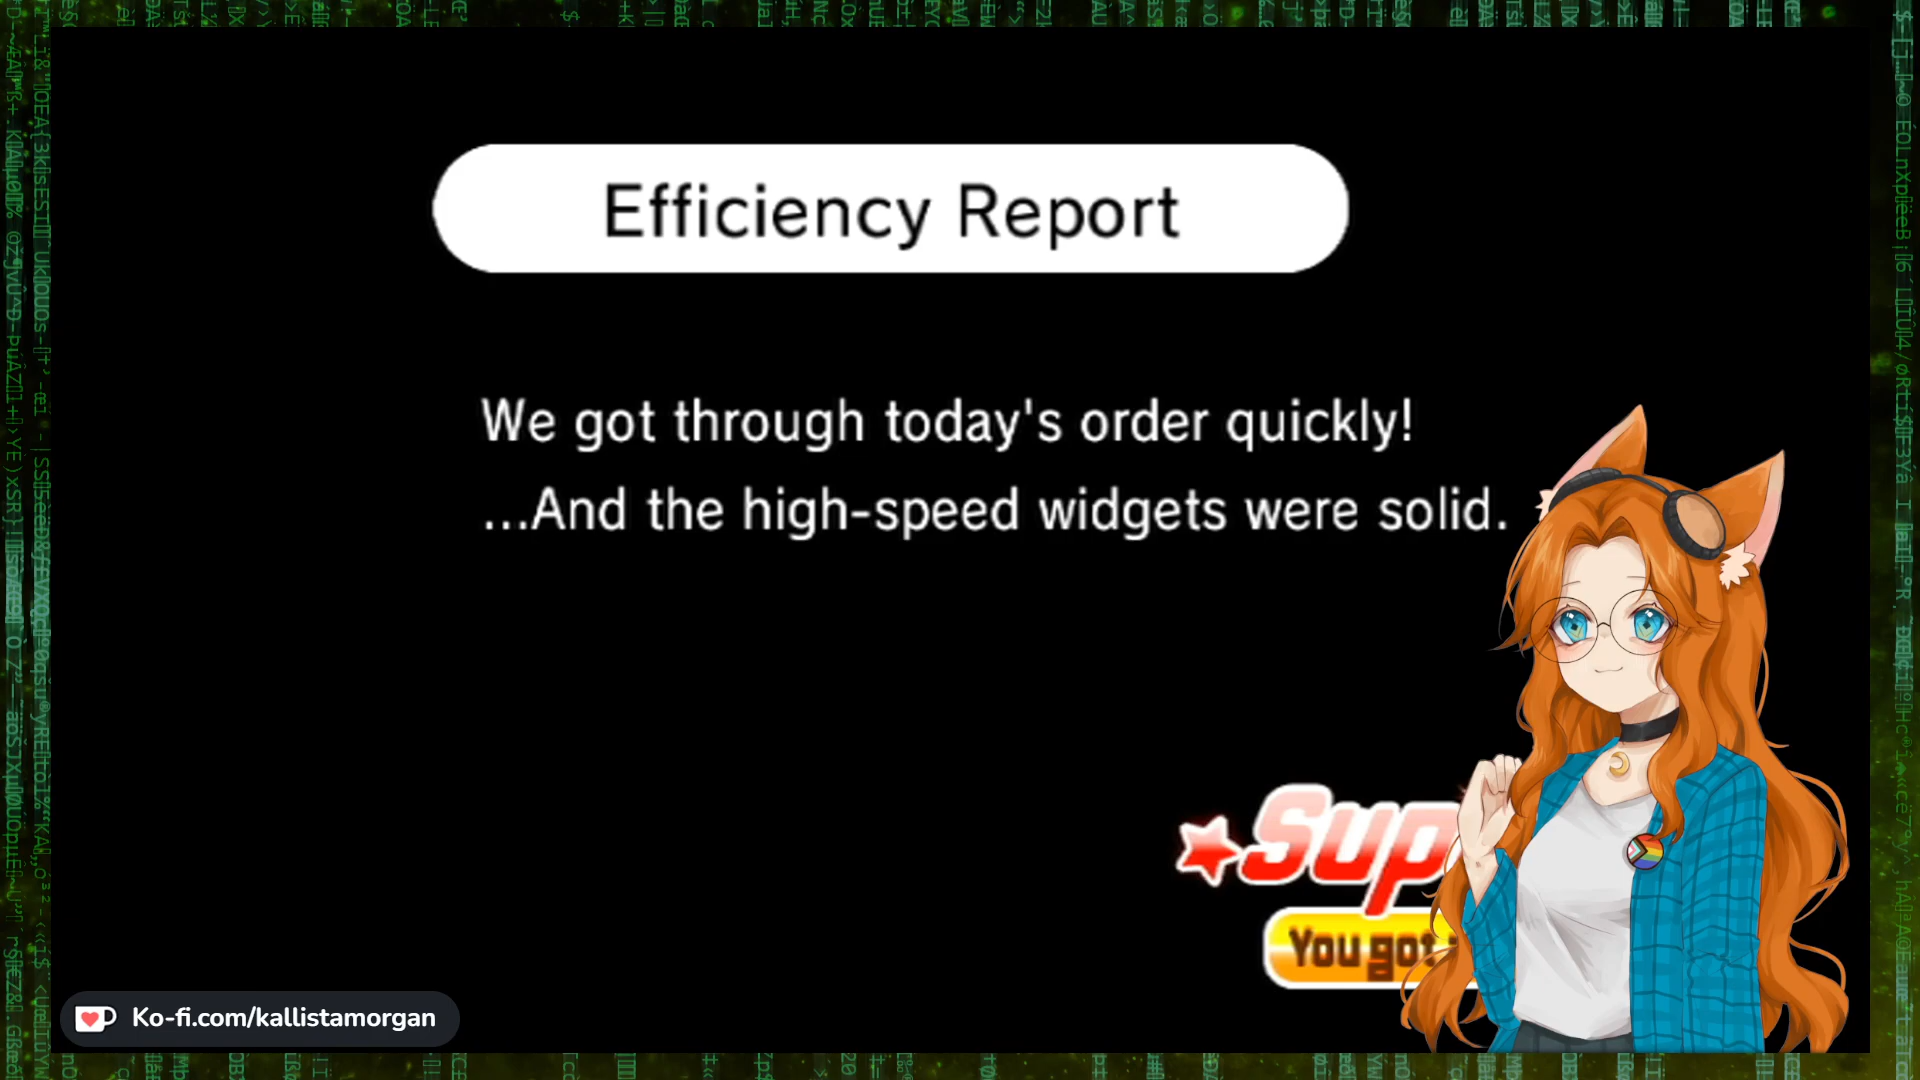 Efficiency Report
We got through today's order quickly!
...And the high-speed widgets were solid.
Sup
You got
Ko-fi.com/kallistamorgan